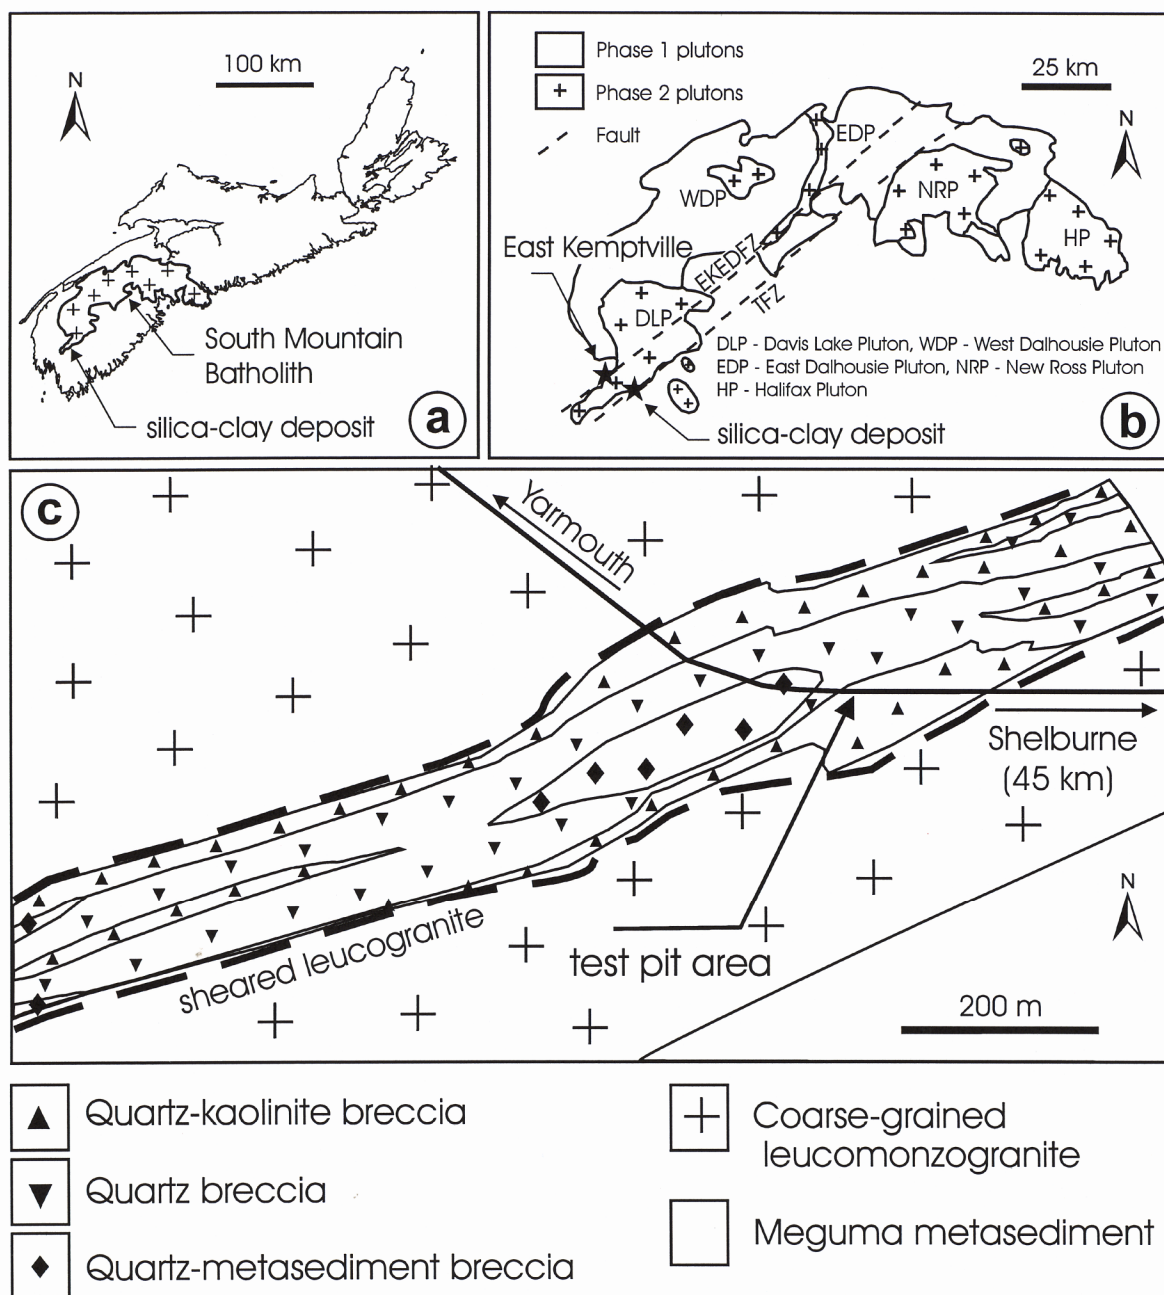 N
100 km
South Mountain
Batholith
silica-clay deposit
a
Phase 1 plutons
Phase 2 plutons
Fault
25 km
N
EDP
WDP
NRP
HP
East Kemptville
EKEDFZ
TFZ
DLP
DLP - Davis Lake Pluton, WDP - West Dalhousie Pluton
EDP - East Dalhousie Pluton, NRP - New Ross Pluton
HP - Halifax Pluton
silica-clay deposit
b
c
Yarmouth
Shelburne
(45 km)
N
sheared leucogranite
test pit area
200 m
Quartz-kaolinite breccia
Quartz breccia
Quartz-metasediment breccia
Coarse-grained
leucomonzogranite
Meguma metasediment